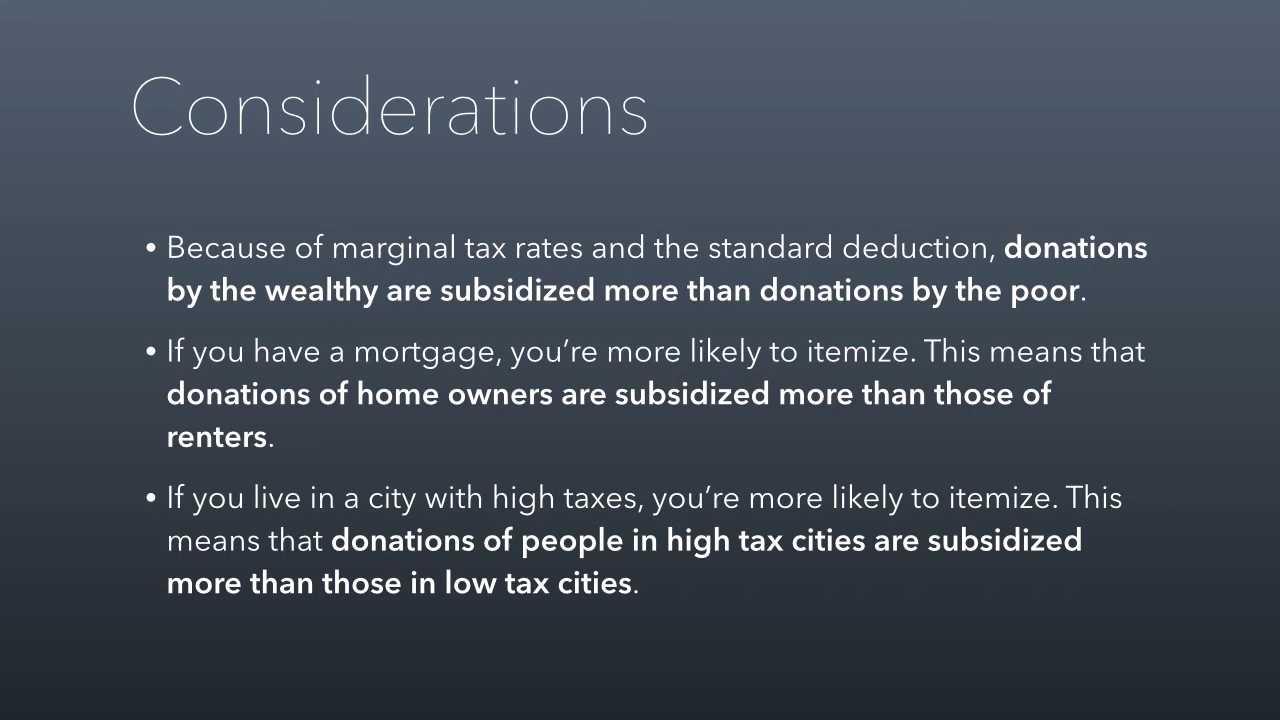 Considerations
• Because of marginal tax rates and the standard deduction, donations
by the wealthy are subsidized more than donations by the poor.
• If you have a mortgage, you’re more likely to itemize. This means that
donations of home owners are subsidized more than those of
renters.
• If you live in a city with high taxes, you’re more likely to itemize. This
means that donations of people in high tax cities are subsidized
more than those in low tax cities.